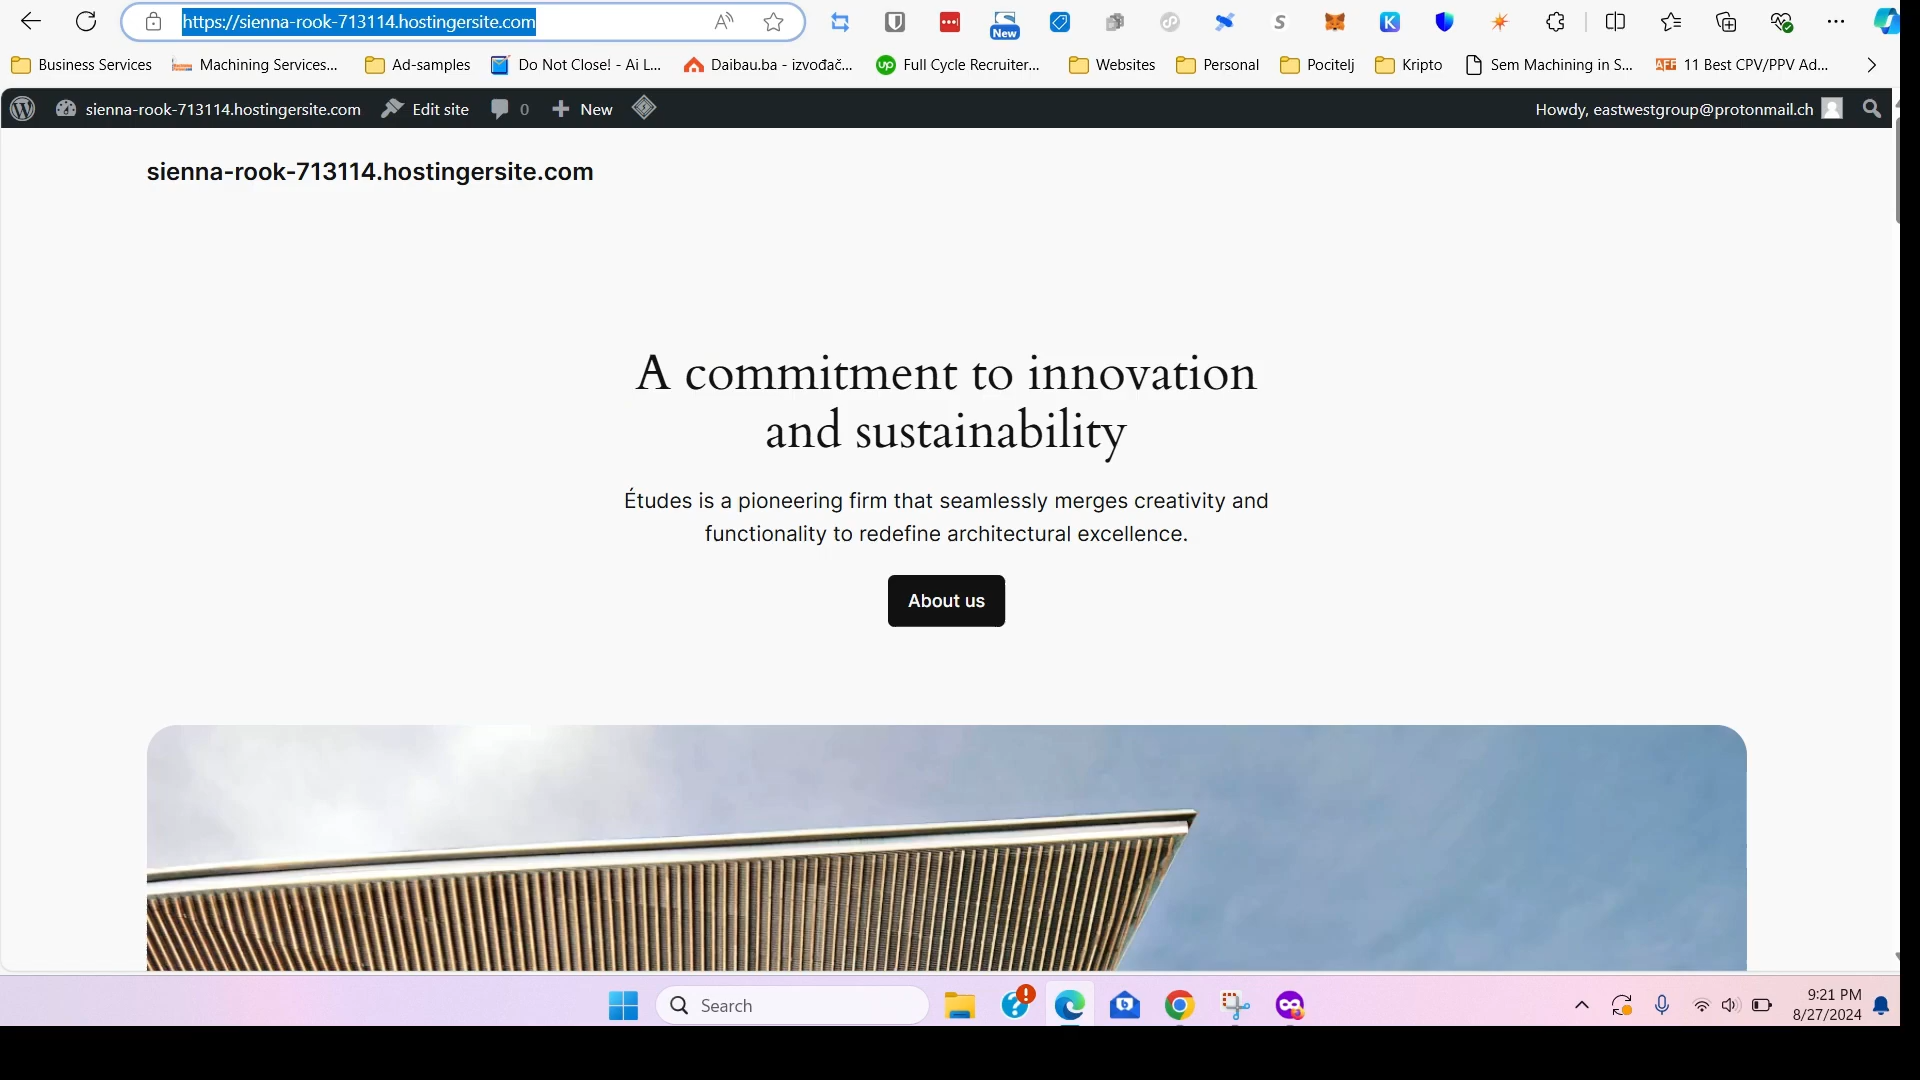 https://sienna-rook-713114.hostingersite.com
New
Business Services
Machining Services...
Ad-samples
Do Not Close! - Ai L...
Daibau.ba - izvođač...
up
Full Cycle Recruiter...
Websites
Personal
Pocitelj
Kripto
Sem Machining in S...
AFF
11 Best CPV/PPV Ad...
sienna-rook-713114.hostingersite.com
Edit site
0
New
Howdy, eastwestgroup@protonmail.ch
sienna-rook-713114.hostingersite.com
A commitment to innovation
and sustainability
Études is a pioneering firm that seamlessly merges creativity and
functionality to redefine architectural excellence.
About us
Search
9:21 PM
8/27/2024